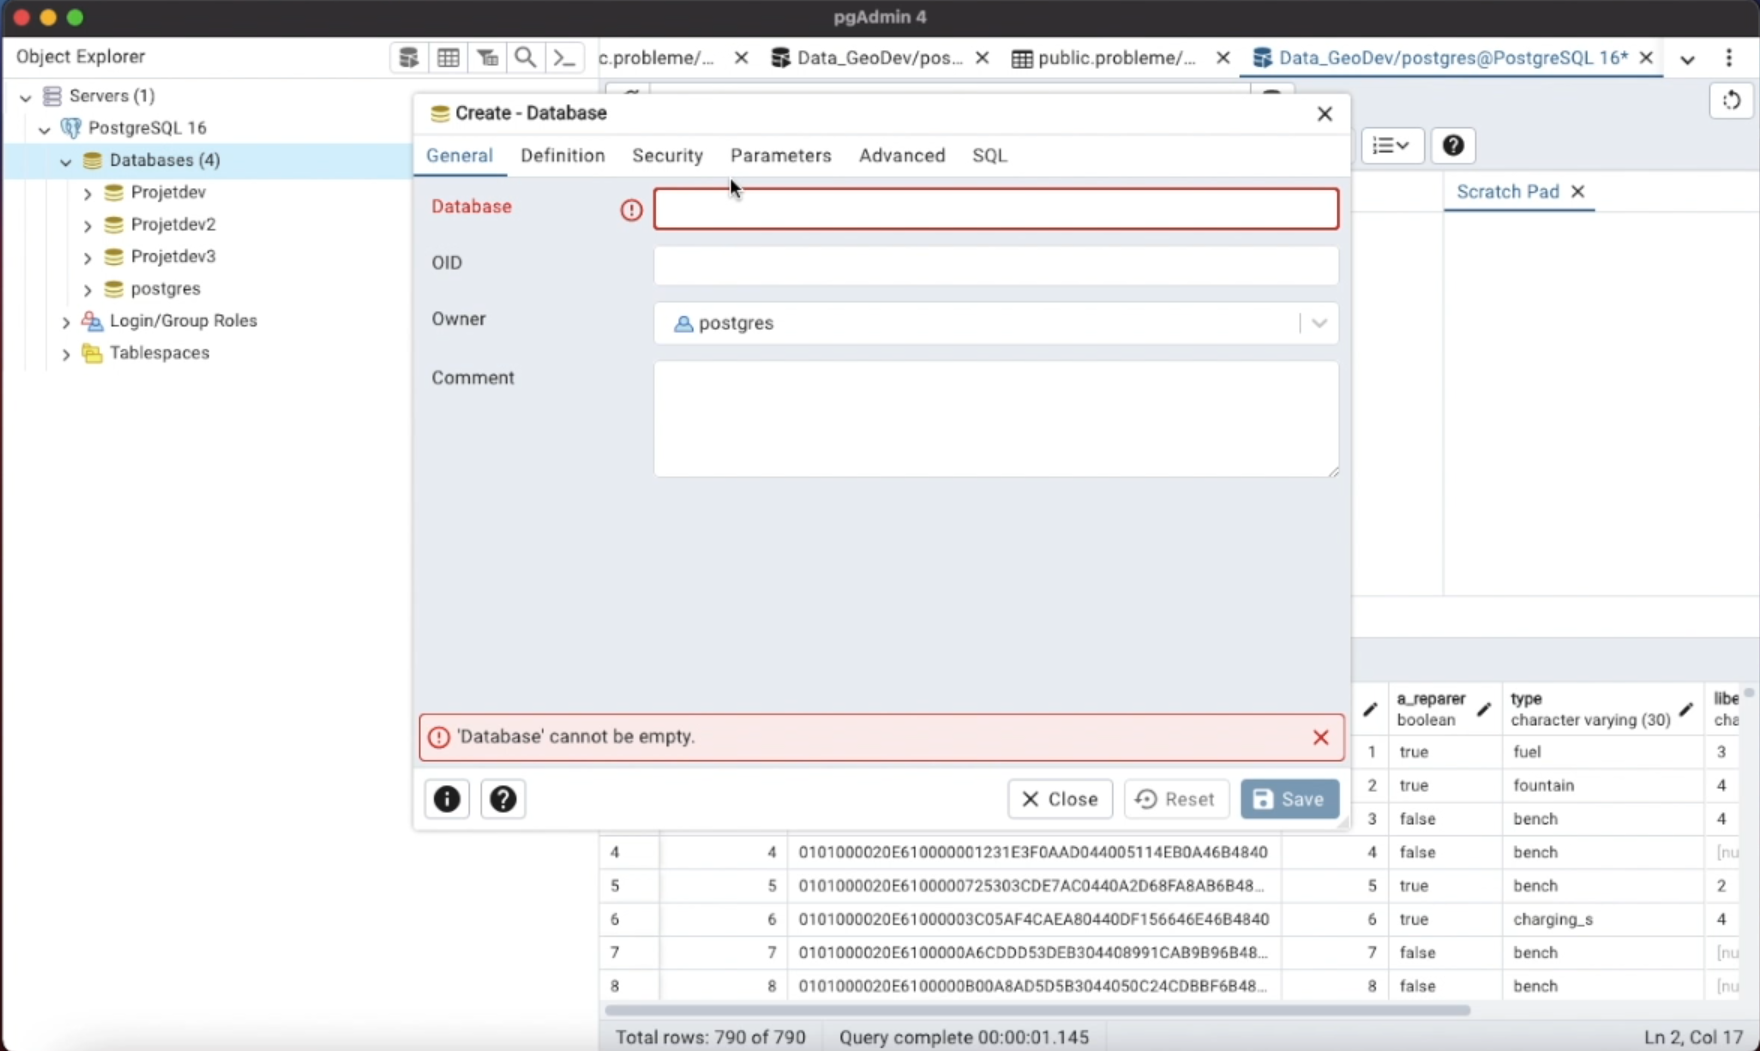 pgAdmin 4
Object Explorer
c.probleme/...
Data_GeoDev/pos...
public.probleme/...
Data_GeoDev/postgres@PostgreSQL 16*
Servers (1)
PostgreSQL 16
Databases (4)
Projetdev
Projetdev2
Projetdev3
postgres
Login/Group Roles
Tablespaces
Create - Database
General
Definition
Security
Parameters
Advanced
SQL
Database
OID
Owner
postgres
Comment
'Database' cannot be empty.
Close
Reset
Save
Scratch Pad
a_reparer
boolean
type
character varying (30)
libe
cha
1 true fuel 3
2 true fountain 4
3 false bench 4
4 4 0101000020E610000001231E3F0AAD044005114EB0A46B4840 4 false bench [nu
5 5 0101000020E6100000725303CDE7AC0440A2D68FA8AB6B48... 5 true bench 2
6 6 0101000020E61000003C05AF4CAEA80440DF156646E46B4840 6 true charging_s 4
7 7 0101000020E6100000A6CDDD53DEB304408991CAB9B96B48... 7 false bench [nu
8 8 0101000020E6100000B00A8AD5D5B3044050C24CDBBF6B48... 8 false bench [nu
Total rows: 790 of 790
Query complete 00:00:01.145
Ln 2, Col 17